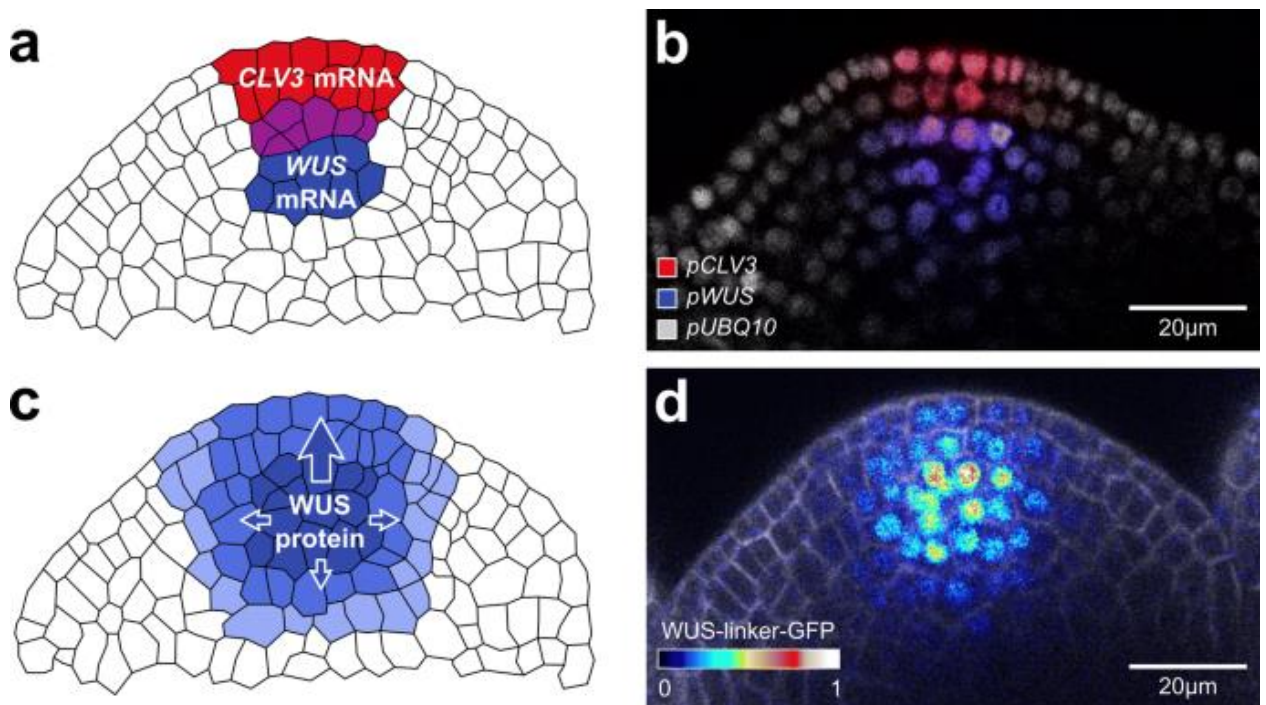 a
CLV3 mRNA
WUS
mRNA
b
pCLV3
pWUS
pUBQ10
20µm
c
WUS
protein
d
WUS-linker-GFP
0 1
20µm